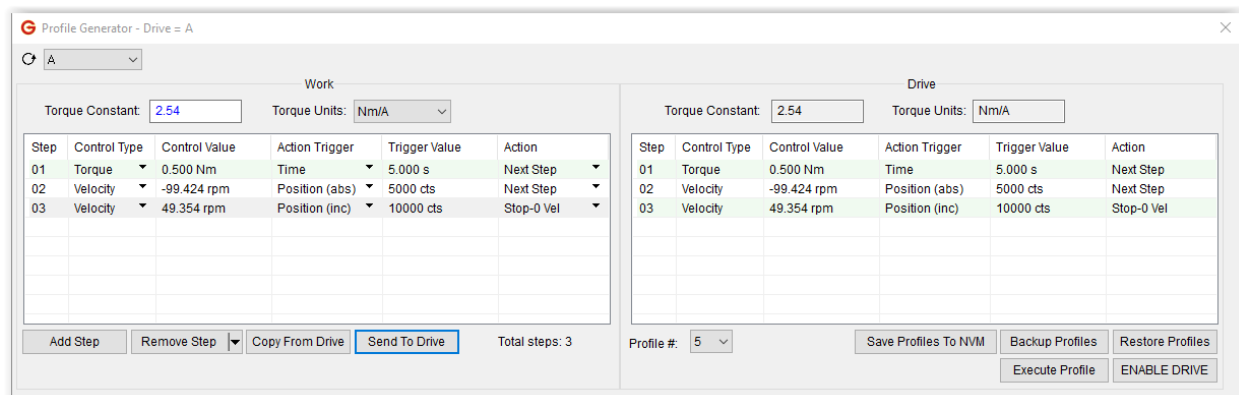 G Profile Generator - Drive = A
A
Work
Torque Constant: 2.54 Torque Units: Nm/A
Step Control Type Control Value Action Trigger Trigger Value Action
01 Torque 0.500 Nm Time 5.000 s Next Step
02 Velocity -99.424 rpm Position (abs) 5000 cts Next Step
03 Velocity 49.354 rpm Position (inc) 10000 cts Stop-0 Vel
Add Step Remove Step Copy From Drive Send To Drive Total steps: 3
Drive
Torque Constant: 2.54 Torque Units: Nm/A
Step Control Type Control Value Action Trigger Trigger Value Action
01 Torque 0.500 Nm Time 5.000 s Next Step
02 Velocity -99.424 rpm Position (abs) 5000 cts Next Step
03 Velocity 49.354 rpm Position (inc) 10000 cts Stop-0 Vel
Profile #: 5 Save Profiles To NVM Backup Profiles Restore Profiles
Execute Profile ENABLE DRIVE